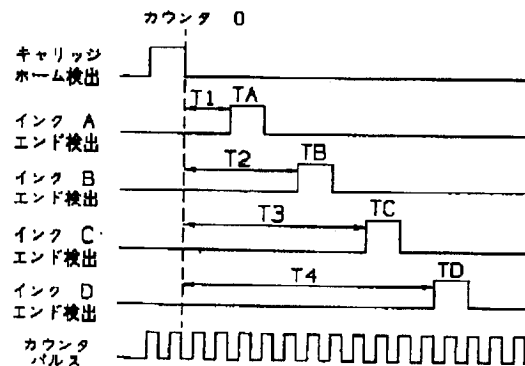 カウンタ 0
キャリッジ
ホーム検出
T1 TA
インク A
エンド検出
T2 TB
インク B
エンド検出
T3 TC
インク C
エンド検出
T4 TD
インク D
エンド検出
カウンタ
パルス